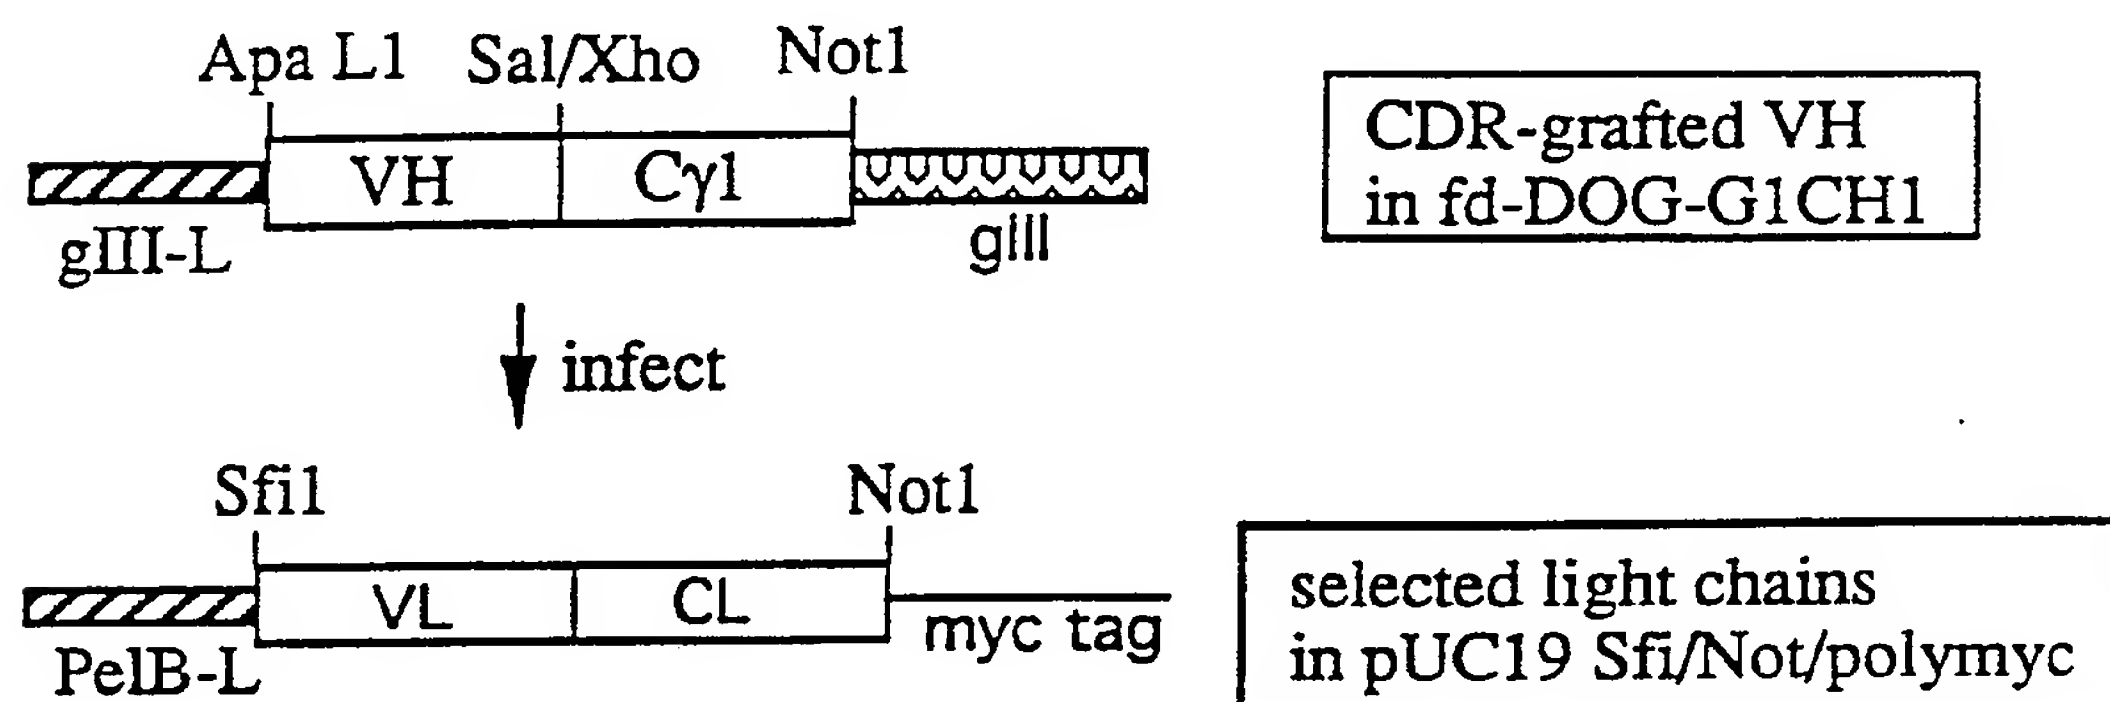 Apa L1 Sal/Xho Not1
VH Cγ1
gIII-L gIII
CDR-grafted VH
in fd-DOG-G1CH1
infect
Sfi1 Not1
VL CL
PelB-L myc tag
selected light chains
in pUC19 Sfi/Not/polymyc